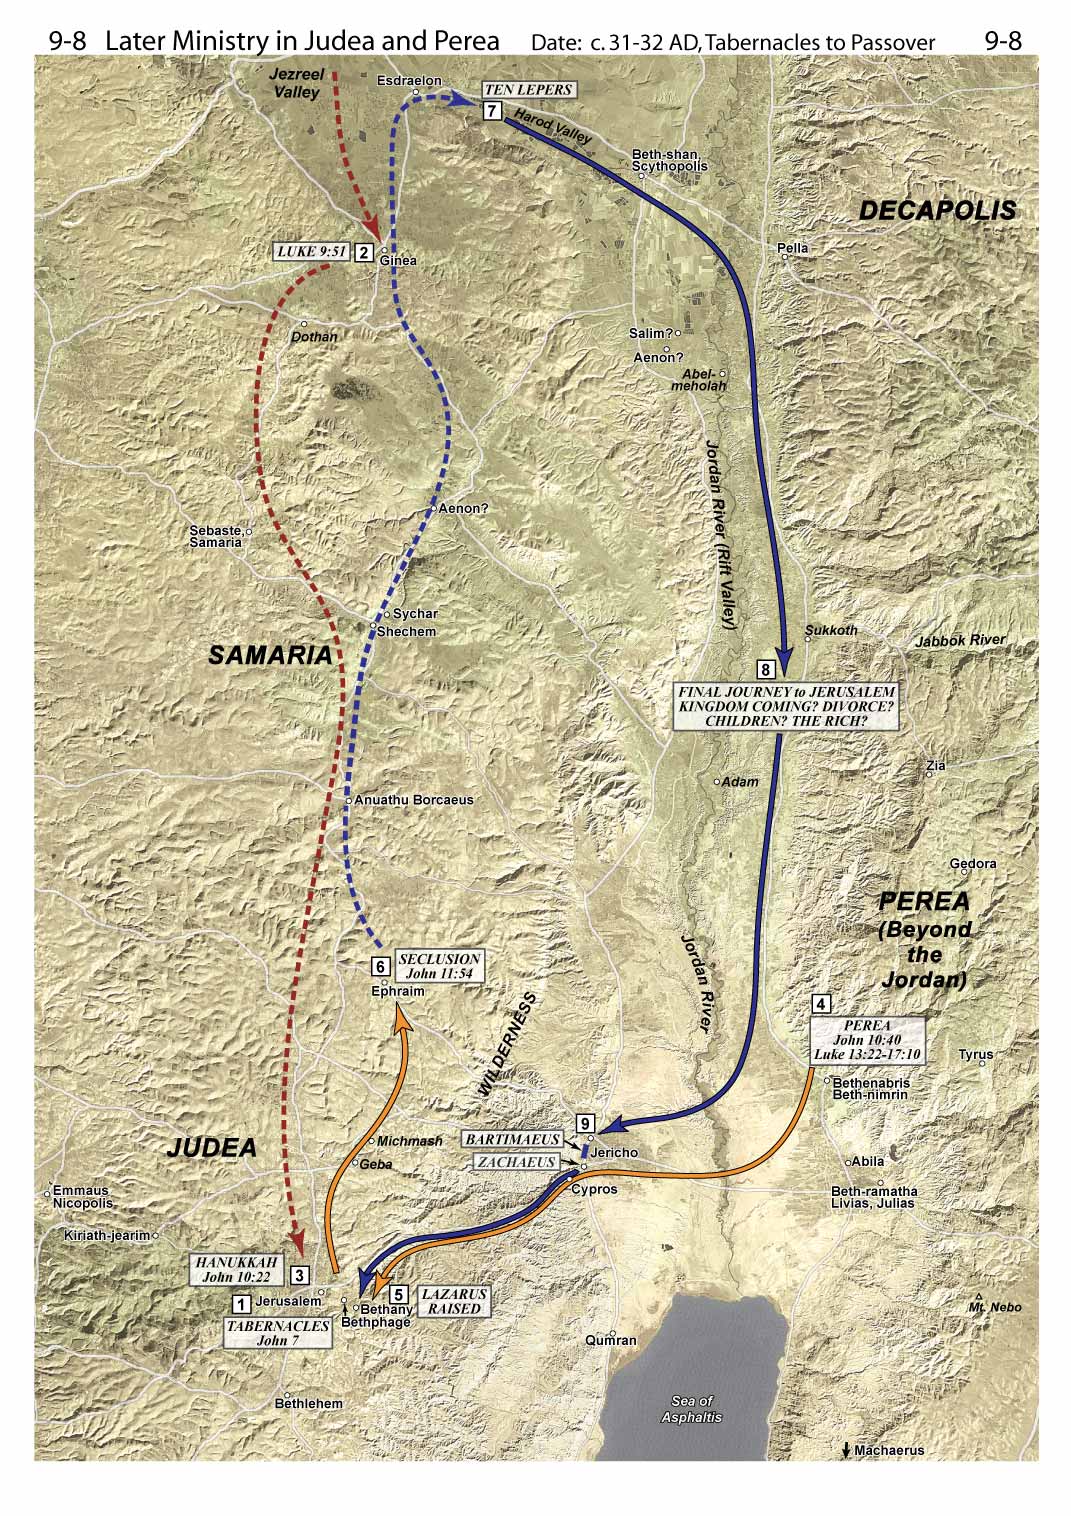 9-8 Later Ministry in Judea and Perea Date: c. 31-32 AD, Tabernacles to Passover 9-8
Jezreel
Valley
Esdraelon
TEN LEPERS
7
Harod Valley
Beth-shan,
Scythopolis
DECAPOLIS
LUKE 9:51
2
Ginea
Pella
Dothan
Salim?
Aenon?
Abel-
meholah
Jordan River (Rift Valley)
Aenon?
Sebaste,
Samaria
Sychar
Shechem
SAMARIA
Sukkoth
Jabbok River
8
FINAL JOURNEY to JERUSALEM
KINGDOM COMING? DIVORCE?
CHILDREN? THE RICH?
Zia
Adam
Anuathu Borcaeus
Gedora
PEREA
(Beyond
the
Jordan)
Jordan River
6
SECLUSION
John 11:54
Ephraim
WILDERNESS
4
PEREA
John 10:40
Luke 13:22-17:10
Tyrus
Bethenabris
Beth-nimrin
9
BARTIMAEUS
Jericho
ZACHAEUS
Cypros
JUDEA
Michmash
Geba
Abila
Beth-ramatha
Livias, Julias
Emmaus
Nicopolis
Kiriath-jearim
HANUKKAH
John 10:22
3
1
Jerusalem
TABERNACLES
John 7
5
LAZARUS
RAISED
Bethany
Bethphage
Mt. Nebo
Qumran
Bethlehem
Sea of
Asphaltis
Machaerus